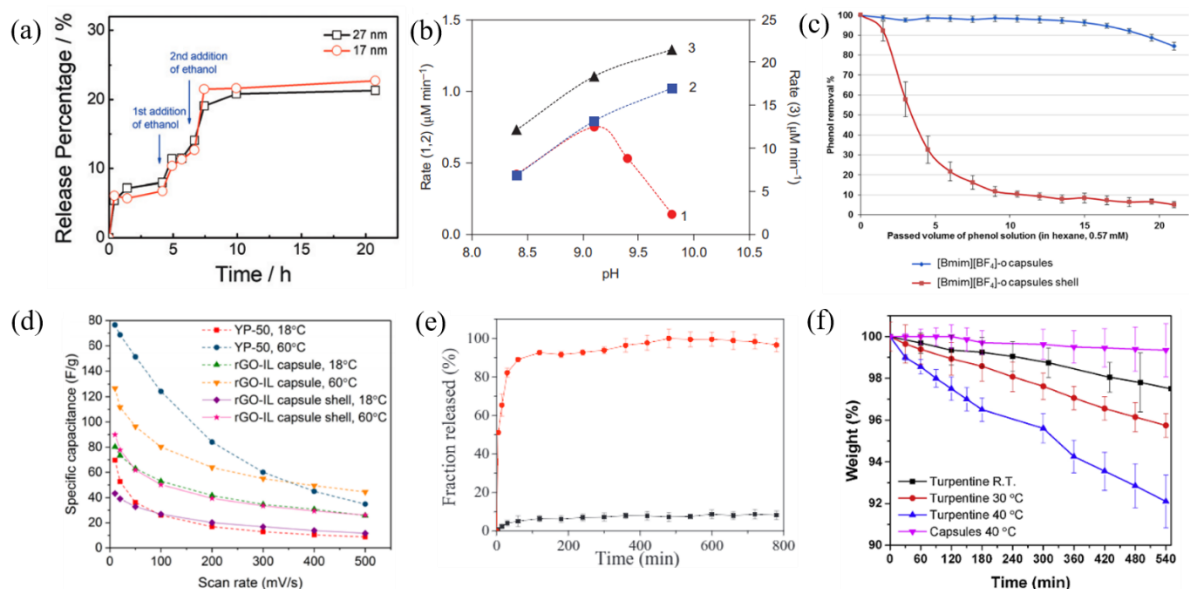 (a)
Release Percentage / %
30
20
10
0
27 nm
17 nm
2nd addition
of ethanol
1st addition
of ethanol
0 5 10 15 20
Time / h
(b)
Rate (1,2) (μM min⁻¹)
1.5
1.0
0.5
0.0
3
2
1
25
20
15
10
5
0
Rate (3) (μM min⁻¹)
8.0 8.5 9.0 9.5 10.0 10.5
pH
(c)
Phenol removal %
100
90
80
70
60
50
40
30
20
10
0
0 5 10 15 20
Passed volume of phenol solution (in hexane, 0.57 mM)
[Bmim][BF4]-o capsules
[Bmim][BF4]-o capsules shell
(d)
Specific capacitance (F/g)
80
70
60
50
40
30
20
10
0
YP-50, 18°C
YP-50, 60°C
rGO-IL capsule, 18°C
rGO-IL capsule, 60°C
rGO-IL capsule shell, 18°C
rGO-IL capsule shell, 60°C
0 100 200 300 400 500
Scan rate (mV/s)
(e)
Fraction released (%)
100
50
0
0 200 400 600 800
Time (min)
(f)
Weight (%)
100
98
96
94
92
90
Turpentine R.T.
Turpentine 30 °C
Turpentine 40 °C
Capsules 40 °C
0 60 120 180 240 300 360 420 480 540
Time (min)